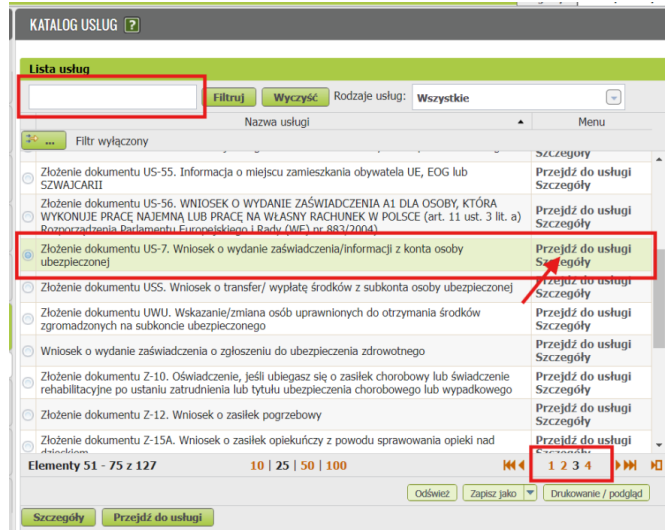 KATALOG USLUG ?
Lista usług
Filtruj Wyczyść Rodzaje usług: Wszystkie
Nazwa usługi Menu
... Filtr wyłączony
Szczegóły
Złożenie dokumentu US-55. Informacja o miejscu zamieszkania obywatela UE, EOG lub Przejdź do usługi
SZWAJCARII Szczegóły
Złożenie dokumentu US-56. WNIOSEK O WYDANIE ZAŚWIADCZENIA A1 DLA OSOBY, KTÓRA
WYKONUJE PRACĘ NAJEMNĄ LUB PRACĘ NA WŁASNY RACHUNEK W POLSCE (art. 11 ust. 3 lit. a) Przejdź do usługi
Rozporządzenia Parlamentu Europejskiego i Rady (WE) nr 883/2004) Szczegóły
Złożenie dokumentu US-7. Wniosek o wydanie zaświadczenia/informacji z konta osoby Przejdź do usługi
ubezpieczonej Szczegóły
Złożenie dokumentu USS. Wniosek o transfer/ wypłatę środków z subkonta osoby ubezpieczonej Przejdź do usługi
Szczegóły
Złożenie dokumentu UWU. Wskazanie/zmiana osób uprawnionych do otrzymania środków Przejdź do usługi
zgromadzonych na subkoncie ubezpieczonego Szczegóły
Wniosek o wydanie zaświadczenia o zgłoszeniu do ubezpieczenia zdrowotnego Przejdź do usługi
Szczegóły
Złożenie dokumentu Z-10. Oświadczenie, jeśli ubiegasz się o zasiłek chorobowy lub świadczenie Przejdź do usługi
rehabilitacyjne po ustaniu zatrudnienia lub tytułu ubezpieczenia chorobowego lub wypadkowego Szczegóły
Złożenie dokumentu Z-12. Wniosek o zasiłek pogrzebowy Przejdź do usługi
Szczegóły
Złożenie dokumentu Z-15A. Wniosek o zasiłek opiekuńczy z powodu sprawowania opieki nad Przejdź do usługi
dzieckiem Szczegóły
Elementy 51 - 75 z 127 10 | 25 | 50 | 100 1 2 3 4
Odśwież Zapisz jako Drukowanie / podgląd
Szczegóły Przejdź do usługi